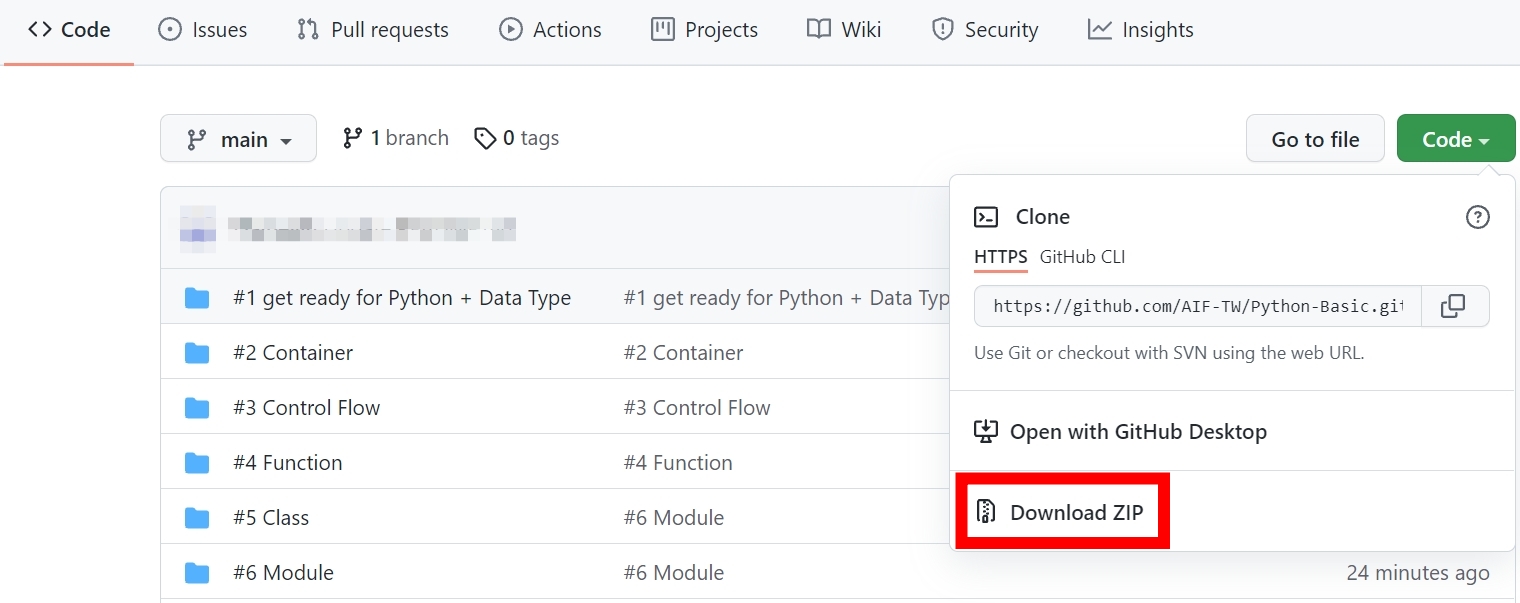 Code Issues Pull requests Actions Projects Wiki Security Insights
main 1 branch 0 tags Go to file Code
Clone
HTTPS GitHub CLI
https://github.com/AIF-TW/Python-Basic.git
Use Git or checkout with SVN using the web URL.
Open with GitHub Desktop
Download ZIP
#1 get ready for Python + Data Type #1 get ready for Python + Data Typ
#2 Container #2 Container
#3 Control Flow #3 Control Flow
#4 Function #4 Function
#5 Class #6 Module
#6 Module #6 Module 24 minutes ago